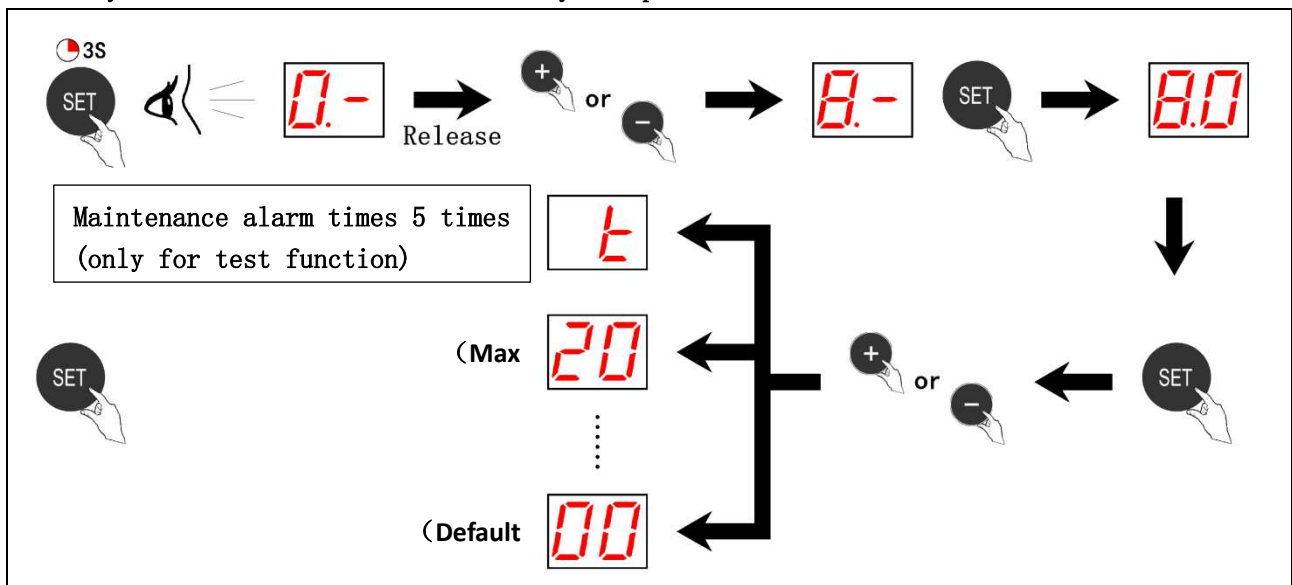 3S
SET
0.-
Release
+
or
−
8.-
SET
8.0
Maintenance alarm times 5 times
(only for test function)
t
（Max
20
SET
+
or
−
SET
（Default
00